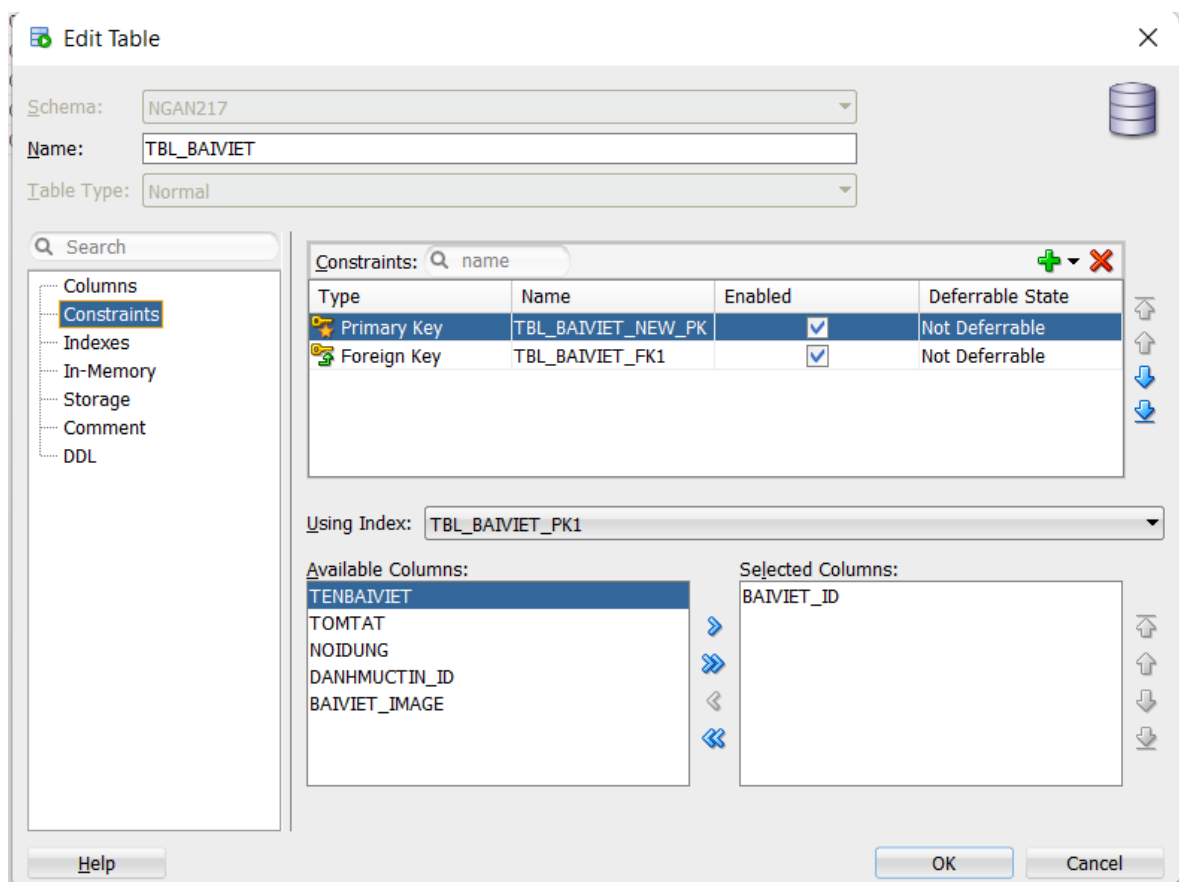 Edit Table
Schema: NGAN217
Name: TBL_BAIVIET
Table Type: Normal
Search
Columns
Constraints
Indexes
In-Memory
Storage
Comment
DDL
Constraints: name
Type Name Enabled Deferrable State
Primary Key TBL_BAIVIET_NEW_PK Not Deferrable
Foreign Key TBL_BAIVIET_FK1 Not Deferrable
Using Index: TBL_BAIVIET_PK1
Available Columns:
TENBAIVIET
TOMTAT
NOIDUNG
DANHMUCTIN_ID
BAIVIET_IMAGE
Selected Columns:
BAIVIET_ID
Help OK Cancel